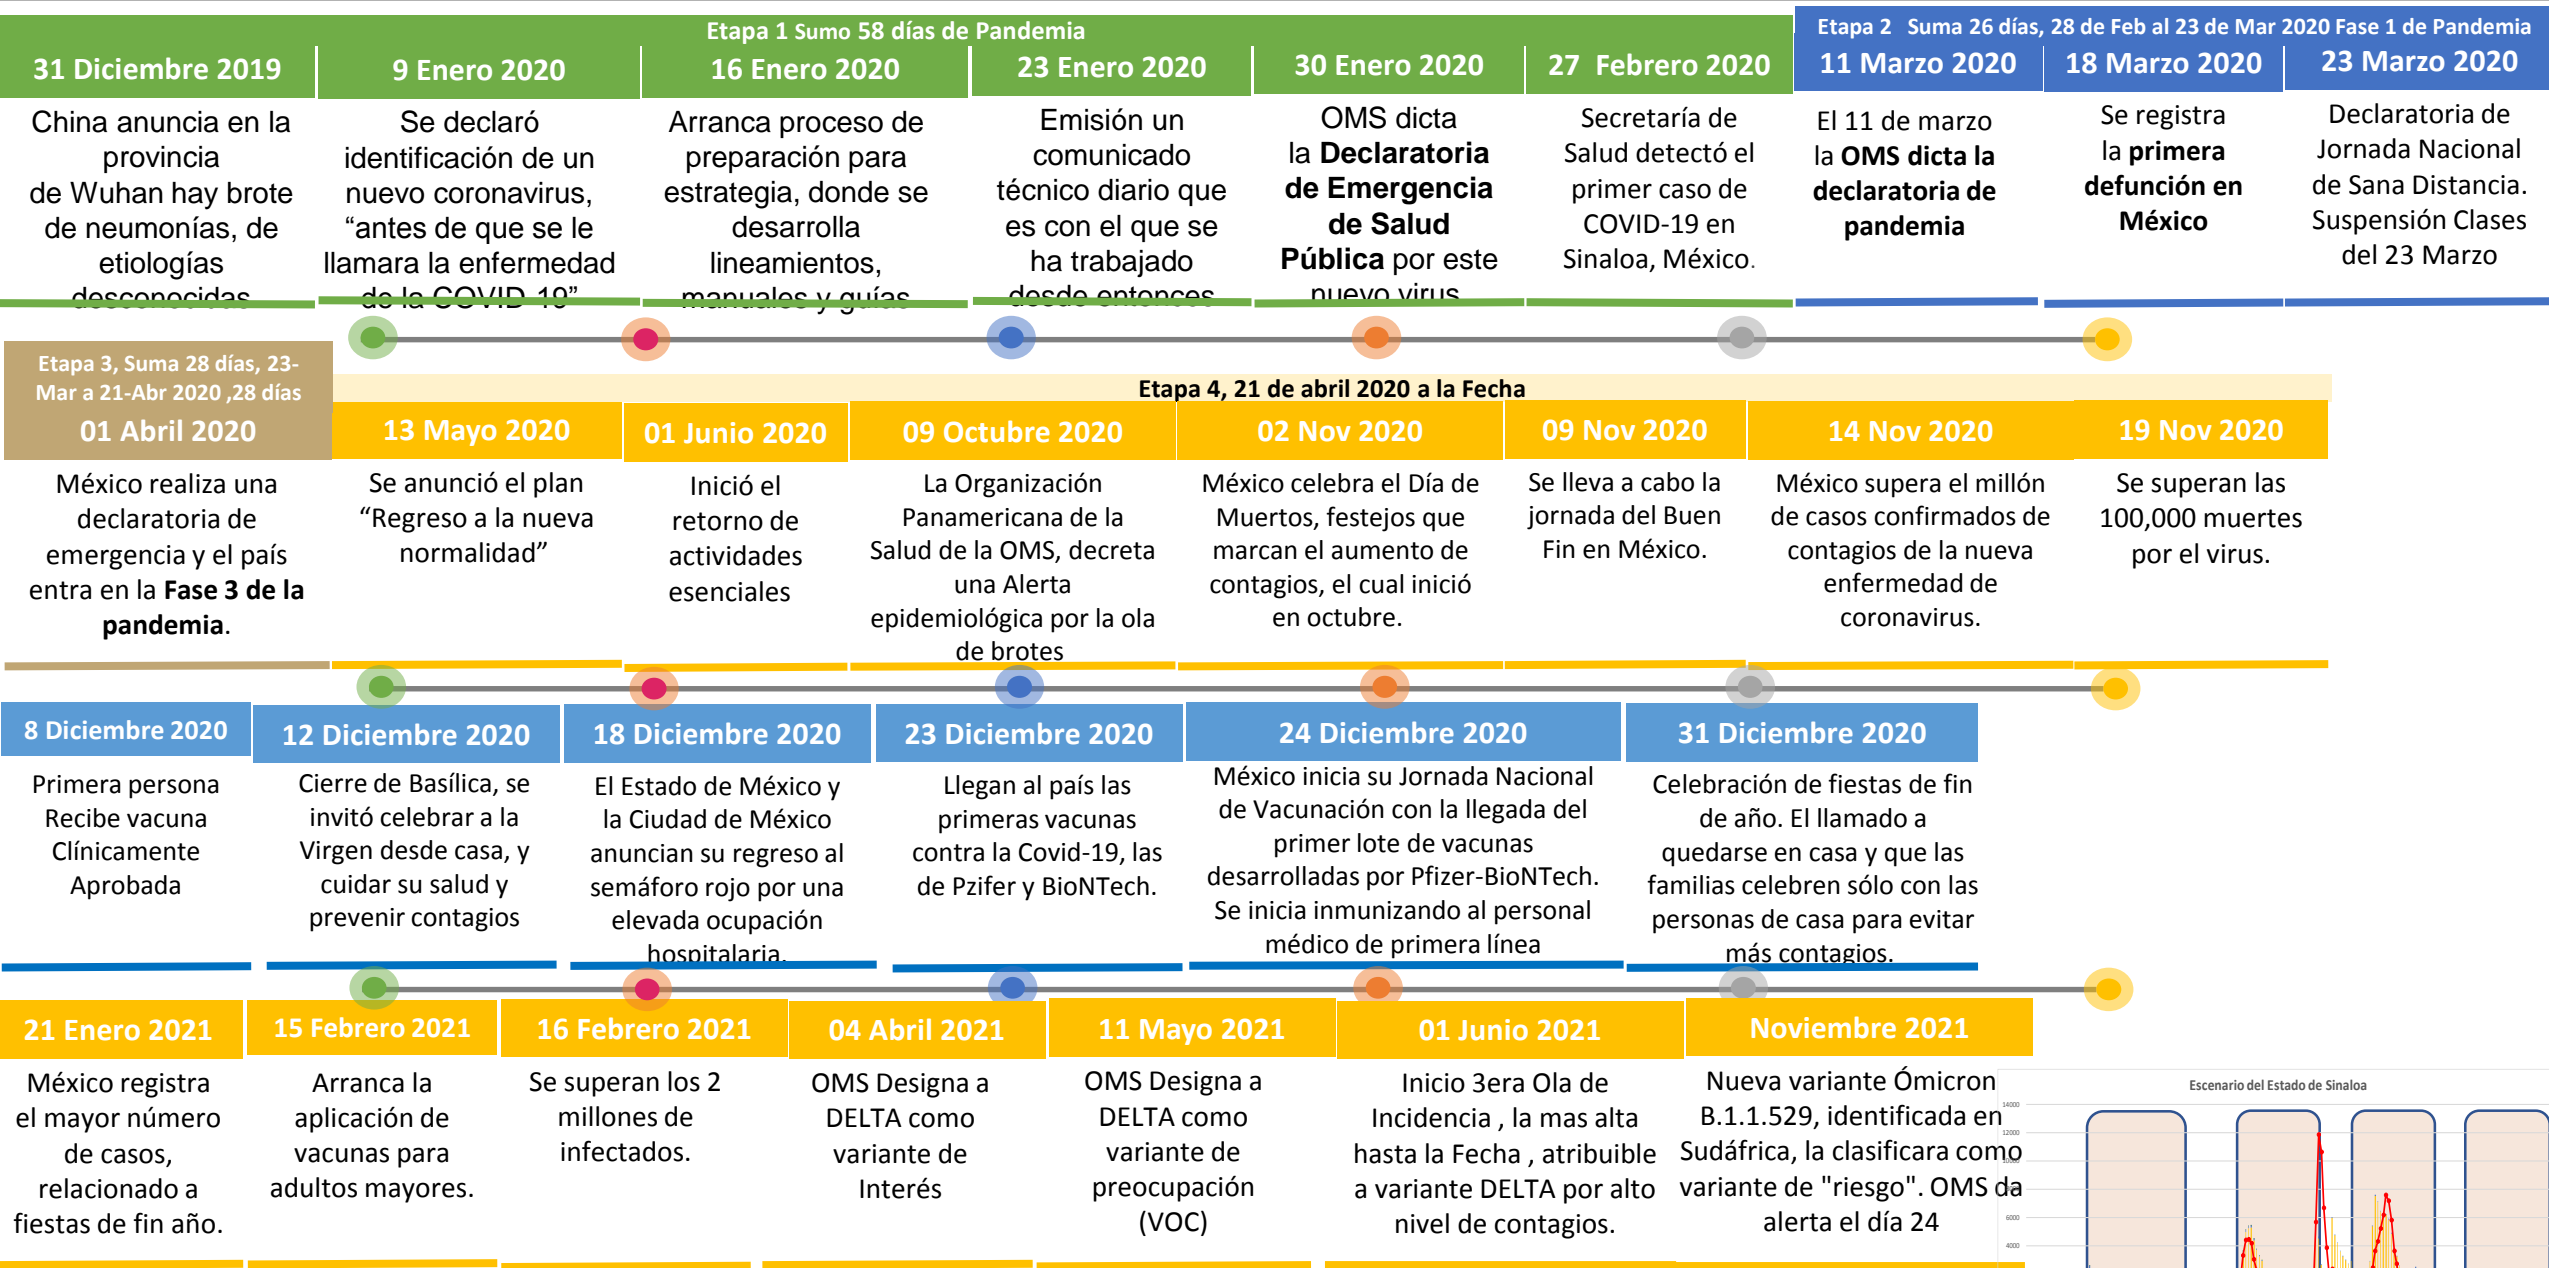 Etapa 1 Sumo 58 días de Pandemia
Etapa 2 Suma 26 días, 28 de Feb al 23 de Mar 2020 Fase 1 de Pandemia
31 Diciembre 2019
China anuncia en la
provincia
de Wuhan hay brote
de neumonías, de
etiologías
desconocidas
9 Enero 2020
Se declaró
identificación de un
nuevo coronavirus,
“antes de que se le
llamara la enfermedad
de la COVID-19”
16 Enero 2020
Arranca proceso de
preparación para
estrategia, donde se
desarrolla
lineamientos,
manuales y guías
23 Enero 2020
Emisión un
comunicado
técnico diario que
es con el que se
ha trabajado
desde entonces
30 Enero 2020
OMS dicta
la Declaratoria
de Emergencia
de Salud
Pública por este
nuevo virus
27 Febrero 2020
Secretaría de
Salud detectó el
primer caso de
COVID-19 en
Sinaloa, México.
11 Marzo 2020
El 11 de marzo
la OMS dicta la
declaratoria de
pandemia
18 Marzo 2020
Se registra
la primera
defunción en
México
23 Marzo 2020
Declaratoria de
Jornada Nacional
de Sana Distancia.
Suspensión Clases
del 23 Marzo
Etapa 3, Suma 28 días, 23-
Mar a 21-Abr 2020 ,28 días
Etapa 4, 21 de abril 2020 a la Fecha
01 Abril 2020
México realiza una
declaratoria de
emergencia y el país
entra en la Fase 3 de la
pandemia.
13 Mayo 2020
Se anunció el plan
“Regreso a la nueva
normalidad”
01 Junio 2020
Inició el
retorno de
actividades
esenciales
09 Octubre 2020
La Organización
Panamericana de la
Salud de la OMS, decreta
una Alerta
epidemiológica por la ola
de brotes
02 Nov 2020
México celebra el Día de
Muertos, festejos que
marcan el aumento de
contagios, el cual inició
en octubre.
09 Nov 2020
Se lleva a cabo la
jornada del Buen
Fin en México.
14 Nov 2020
México supera el millón
de casos confirmados de
contagios de la nueva
enfermedad de
coronavirus.
19 Nov 2020
Se superan las
100,000 muertes
por el virus.
8 Diciembre 2020
Primera persona
Recibe vacuna
Clínicamente
Aprobada
12 Diciembre 2020
Cierre de Basílica, se
invitó celebrar a la
Virgen desde casa, y
cuidar su salud y
prevenir contagios
18 Diciembre 2020
El Estado de México y
la Ciudad de México
anuncian su regreso al
semáforo rojo por una
elevada ocupación
hospitalaria.
23 Diciembre 2020
Llegan al país las
primeras vacunas
contra la Covid-19, las
de Pzifer y BioNTech.
24 Diciembre 2020
México inicia su Jornada Nacional
de Vacunación con la llegada del
primer lote de vacunas
desarrolladas por Pfizer-BioNTech.
Se inicia inmunizando al personal
médico de primera línea
31 Diciembre 2020
Celebración de fiestas de fin
de año. El llamado a
quedarse en casa y que las
familias celebren sólo con las
personas de casa para evitar
más contagios.
21 Enero 2021
México registra
el mayor número
de casos,
relacionado a
fiestas de fin año.
15 Febrero 2021
Arranca la
aplicación de
vacunas para
adultos mayores.
16 Febrero 2021
Se superan los 2
millones de
infectados.
04 Abril 2021
OMS Designa a
DELTA como
variante de
Interés
11 Mayo 2021
OMS Designa a
DELTA como
variante de
preocupación
(VOC)
01 Junio 2021
Inicio 3era Ola de
Incidencia , la mas alta
hasta la Fecha , atribuible
a variante DELTA por alto
nivel de contagios.
Noviembre 2021
Nueva variante Ómicron
B.1.1.529, identificada en
Sudáfrica, la clasificara como
variante de "riesgo". OMS da
alerta el día 24
Escenario del Estado de Sinaloa
14000
12000
6000
4000